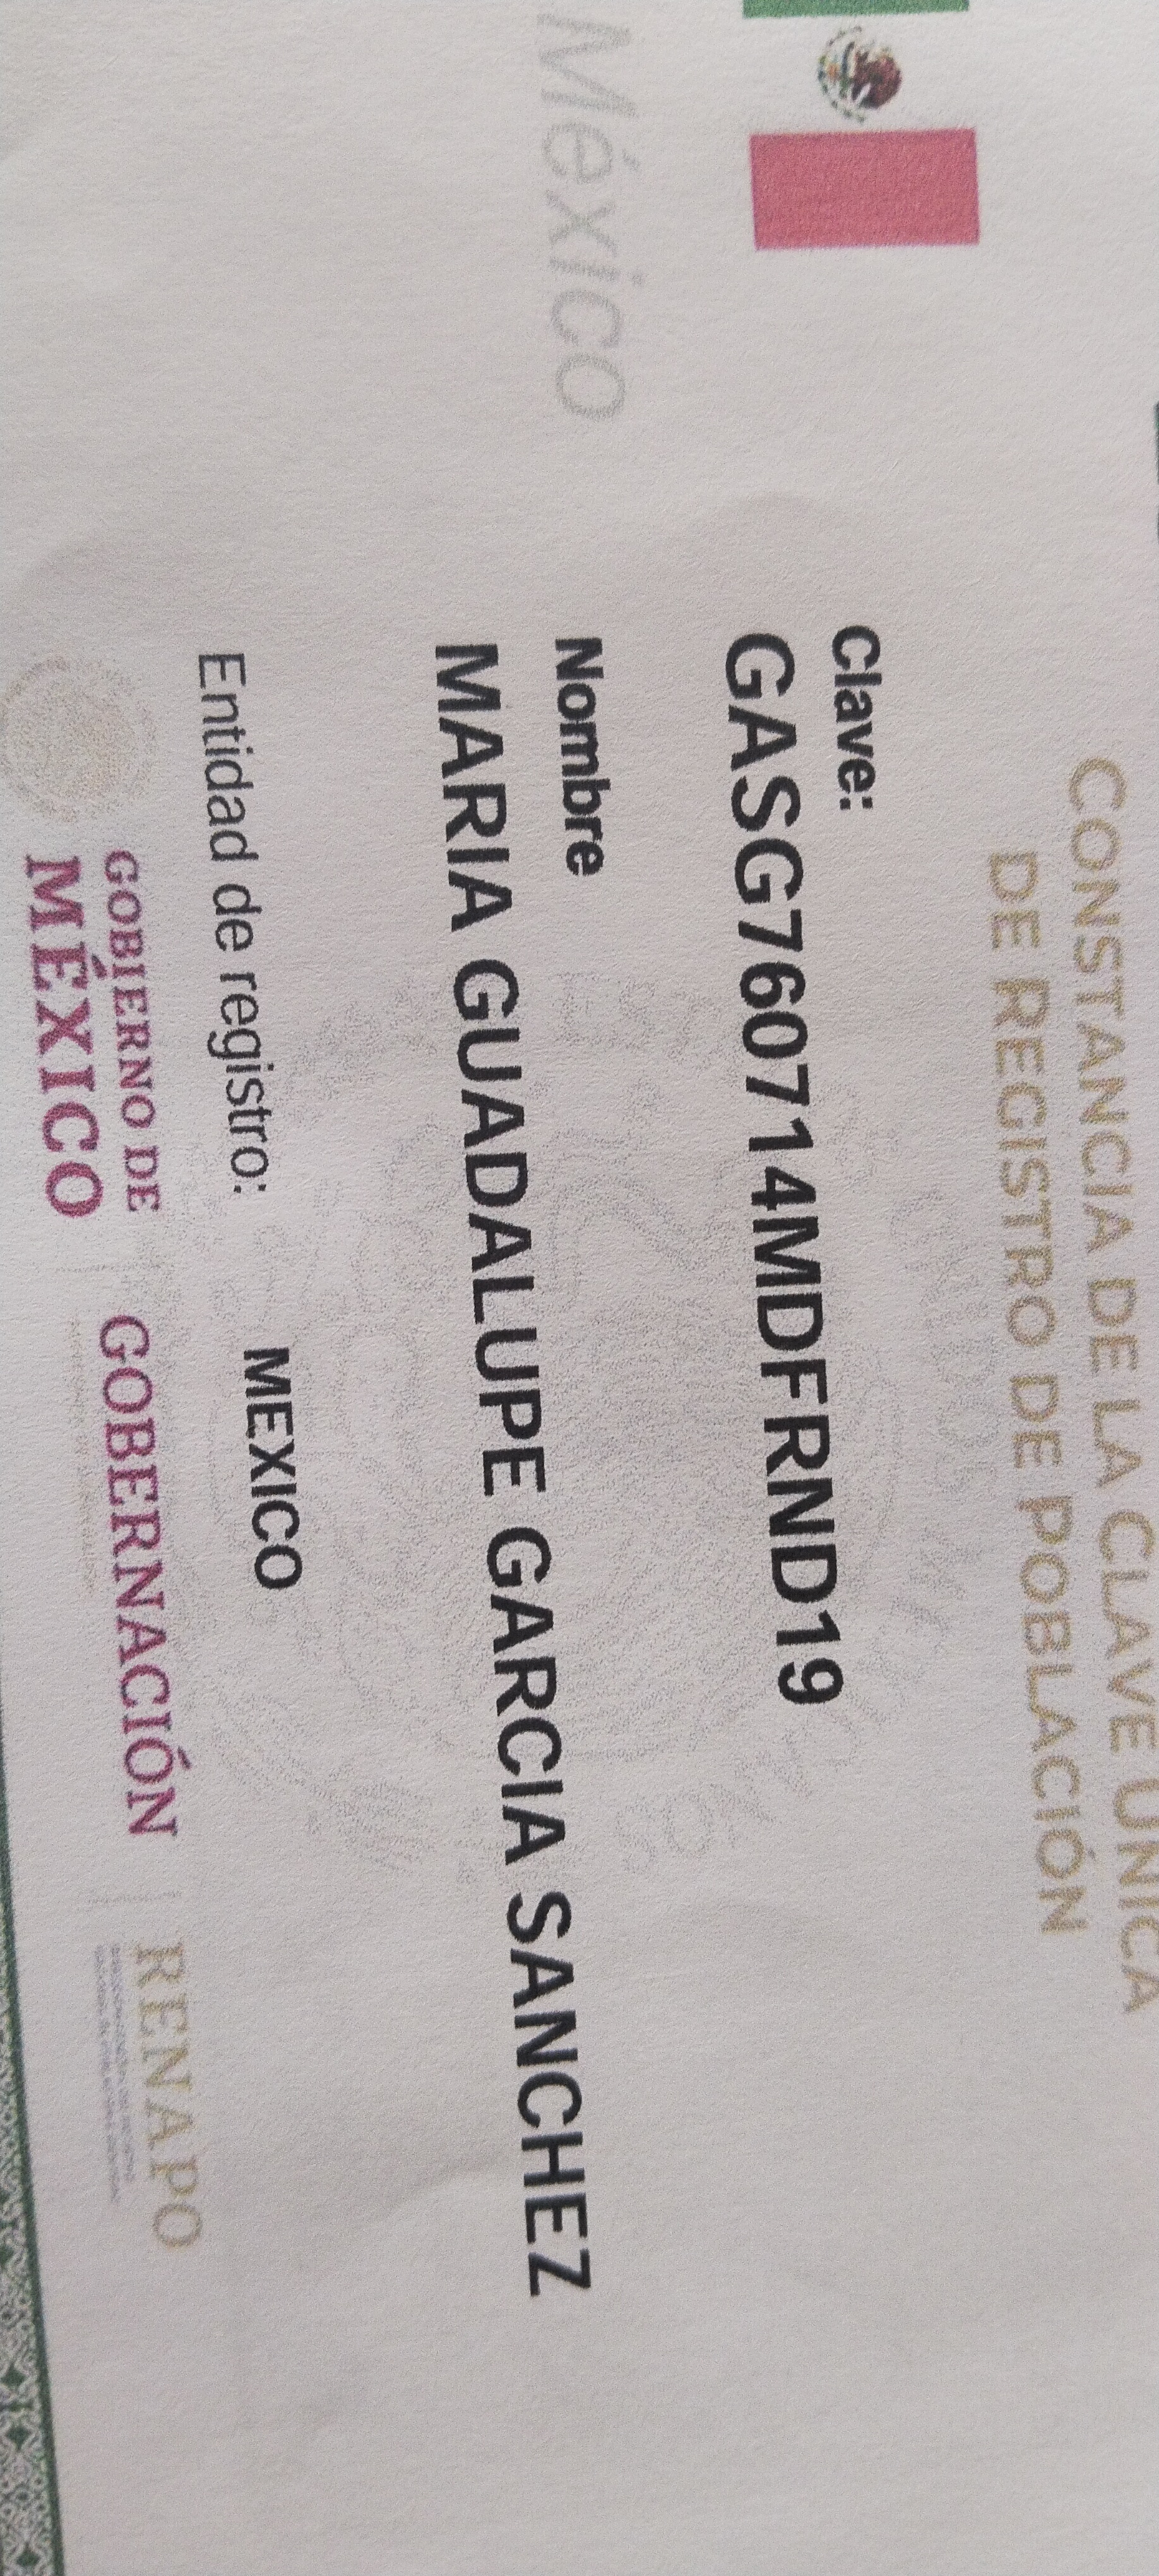 CONSTANCIA DE LA CLAVE ÚNICA
DE REGISTRO DE POBLACIÓN
Clave:
GASG760714MDFRND19
México
Nombre
MARIA GUADALUPE GARCIA SANCHEZ
Entidad de registro: MEXICO
GOBIERNO DE
MÉXICO
GOBERNACIÓN
RENAPO